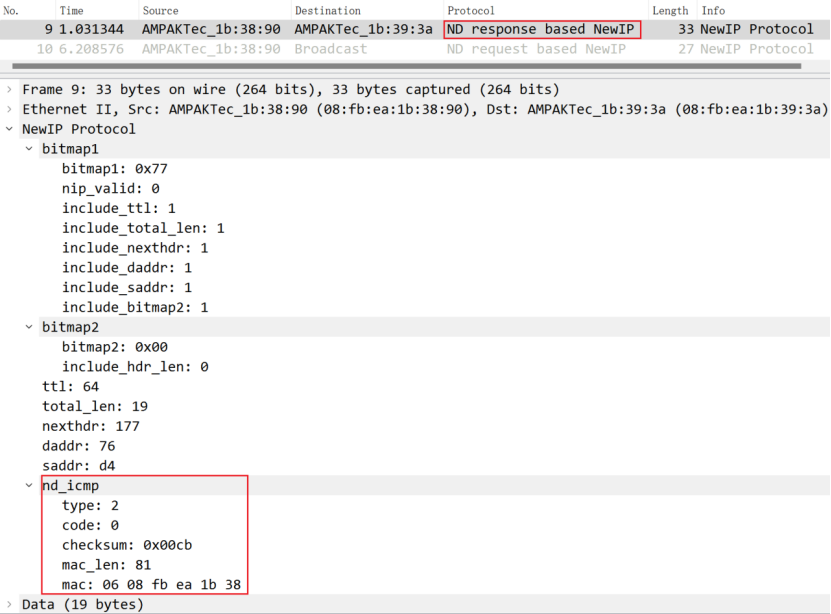 No. Time Source Destination Protocol Length Info
9 1.031344 AMPAKTec_1b:38:90 AMPAKTec_1b:39:3a ND response based NewIP 33 NewIP Protocol
10 6.208576 AMPAKTec_1b:38:90 Broadcast ND request based NewIP 27 NewIP Protocol
Frame 9: 33 bytes on wire (264 bits), 33 bytes captured (264 bits)
Ethernet II, Src: AMPAKTec_1b:38:90 (08:fb:ea:1b:38:90), Dst: AMPAKTec_1b:39:3a (08:fb:ea:1b:39:3a)
NewIP Protocol
bitmap1
bitmap1: 0x77
nip_valid: 0
include_ttl: 1
include_total_len: 1
include_nexthdr: 1
include_daddr: 1
include_saddr: 1
include_bitmap2: 1
bitmap2
bitmap2: 0x00
include_hdr_len: 0
ttl: 64
total_len: 19
nexthdr: 177
daddr: 76
saddr: d4
nd_icmp
type: 2
code: 0
checksum: 0x00cb
mac_len: 81
mac: 06 08 fb ea 1b 38
Data (19 bytes)